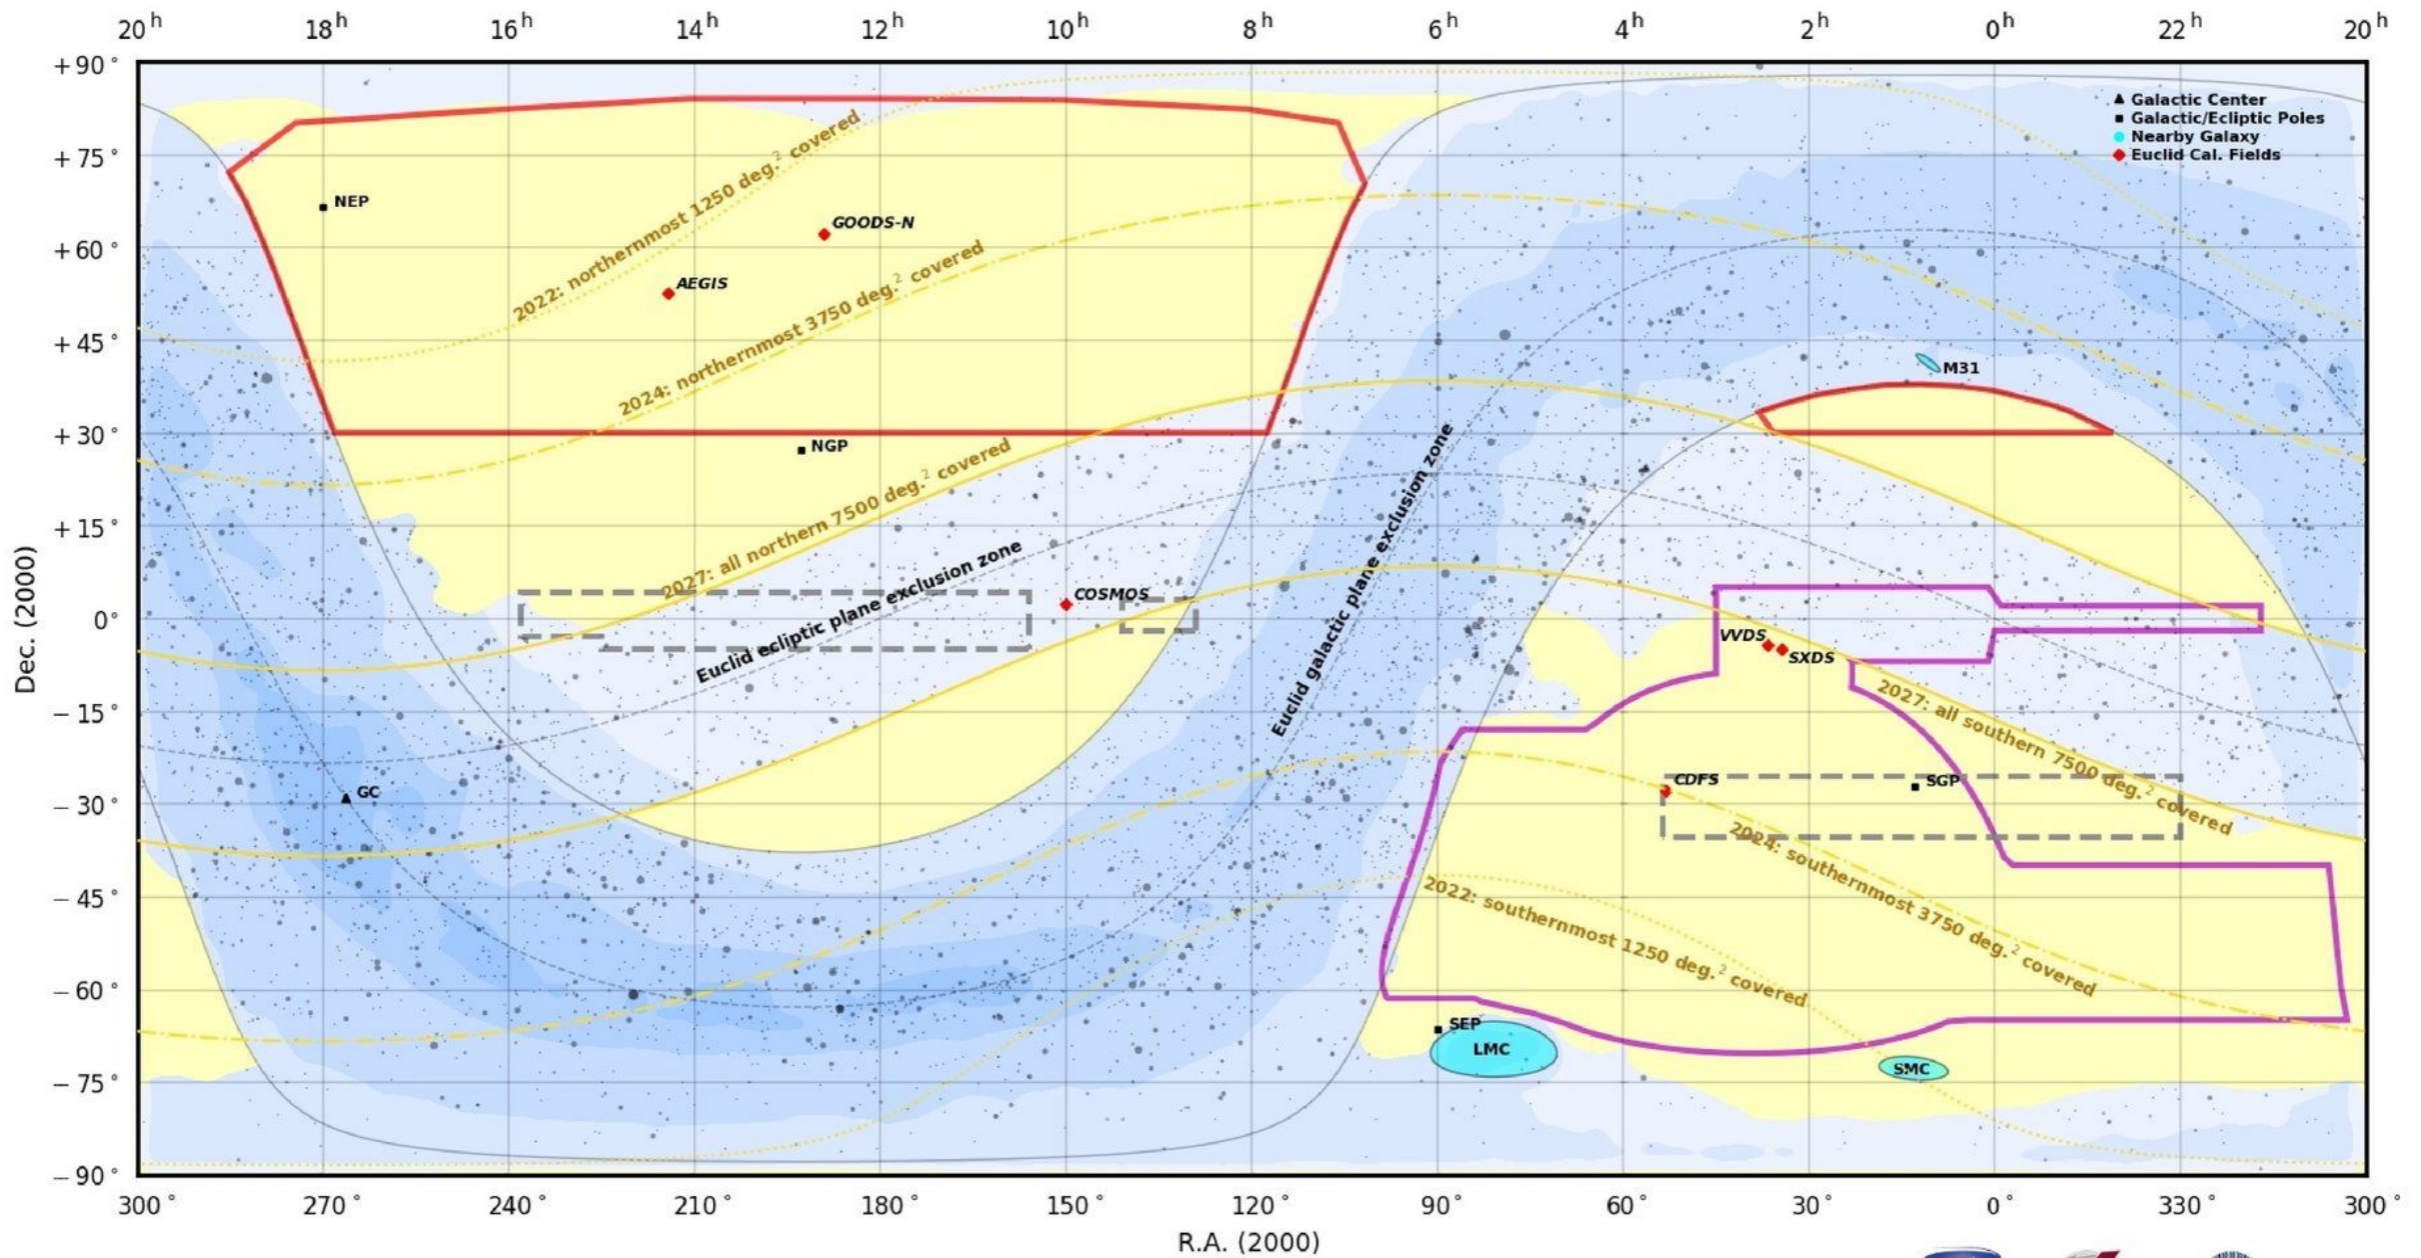 20h 18h 16h 14h 12h 10h 8h 6h 4h 2h 0h 22h 20h
+90°
+75°
+60°
+45°
+30°
+15°
0°
−15°
−30°
−45°
−60°
−75°
−90°
Dec. (2000)
Galactic Center
Galactic/Ecliptic Poles
Nearby Galaxy
Euclid Cal. Fields
NEP
GOODS-N
AEGIS
2022: northernmost 1250 deg.² covered
2024: northernmost 3750 deg.² covered
M31
NGP
2027: all northern 7500 deg.² covered
Euclid ecliptic plane exclusion zone
Euclid galactic plane exclusion zone
COSMOS
VVDS
SXDS
2027: all southern 7500 deg.² covered
GC
CDFS
SGP
2024: southernmost 3750 deg.² covered
2022: southernmost 1250 deg.² covered
SEP
LMC
SMC
300° 270° 240° 210° 180° 150° 120° 90° 60° 30° 0° 330° 300°
R.A. (2000)